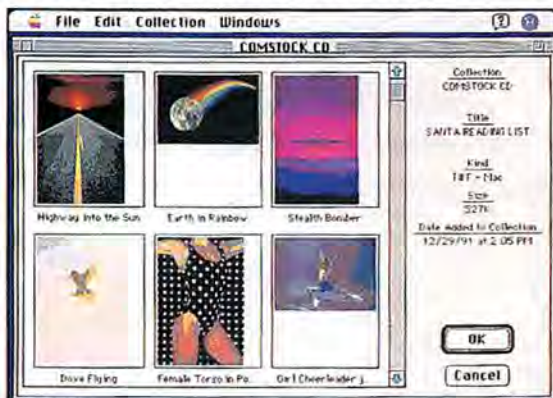 File Edit Collection Windows
COMSTOCK CD
Highway into the Sun
Earth in Rainbow
Stealth Bomber
Dove Flying
Female Torso in Po...
Girl Cheerleader j...
Collection
COMSTOCK CD
Title
SANTA READING LIST
Kind
TIFF - Mac
Size
527K
Date Added to Collection
12/29/91 at 2:05 PM
OK
Cancel